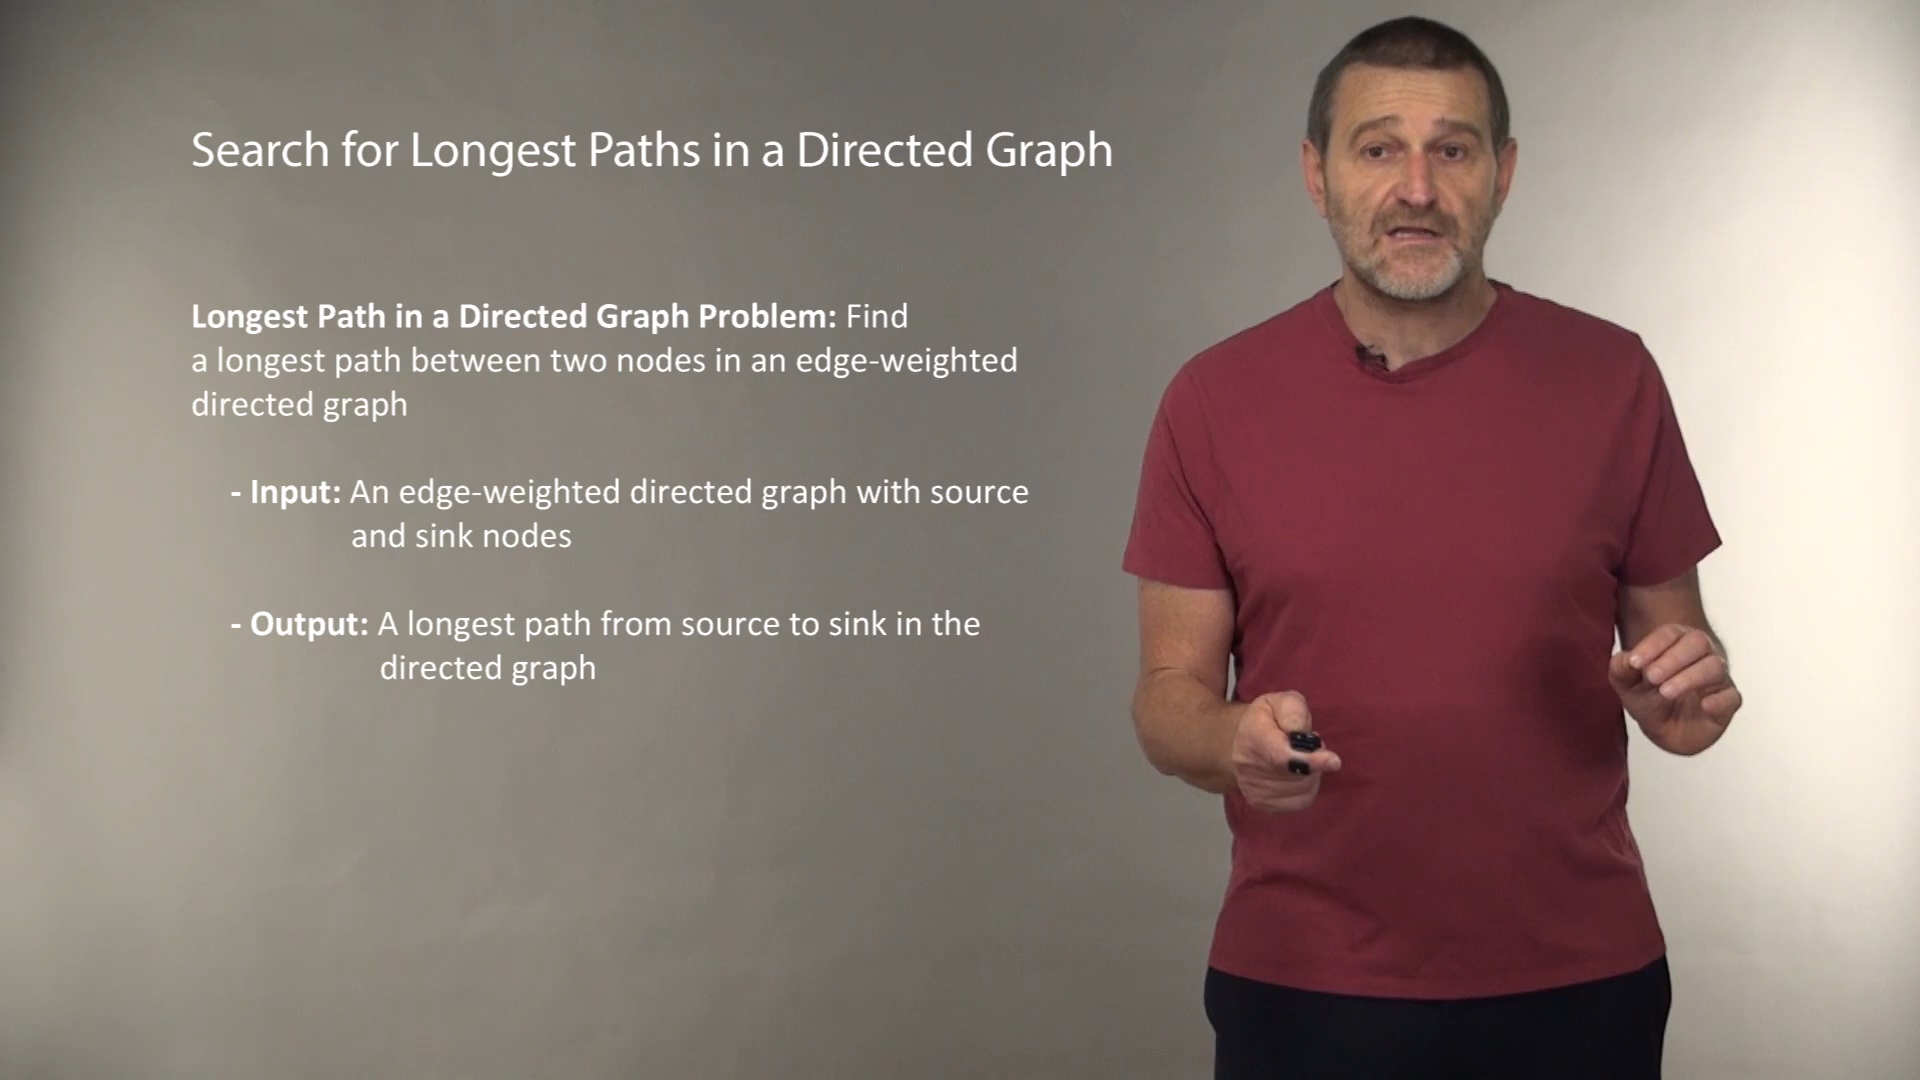 Search for Longest Paths in a Directed Graph
Longest Path in a Directed Graph Problem: Find
a longest path between two nodes in an edge-weighted
directed graph
- Input: An edge-weighted directed graph with source
and sink nodes
- Output: A longest path from source to sink in the
directed graph